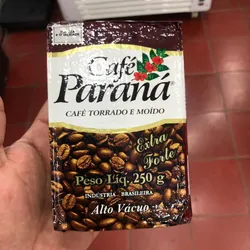 Café
Paraná
CAFÉ TORRADO E MOÍDO
Extra
Forte
Peso Líq. 250 g
INDÚSTRIA BRASILEIRA
Alto Vácuo